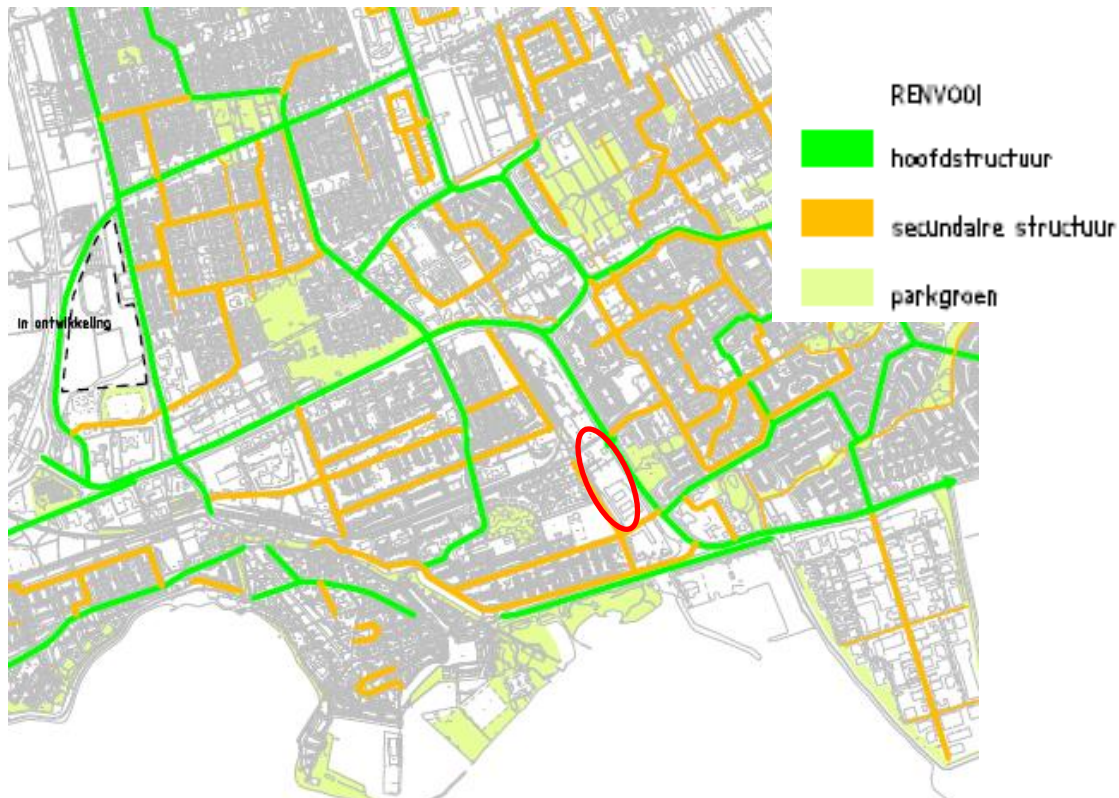 RENVOOI
hoofdstructuur
secundaire structuur
parkgroen
in ontwikkeling